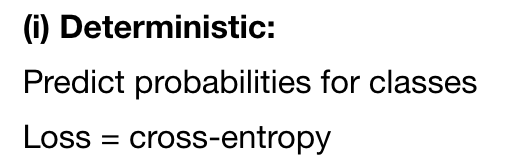 (i) Deterministic:
Predict probabilities for classes
Loss = cross-entropy